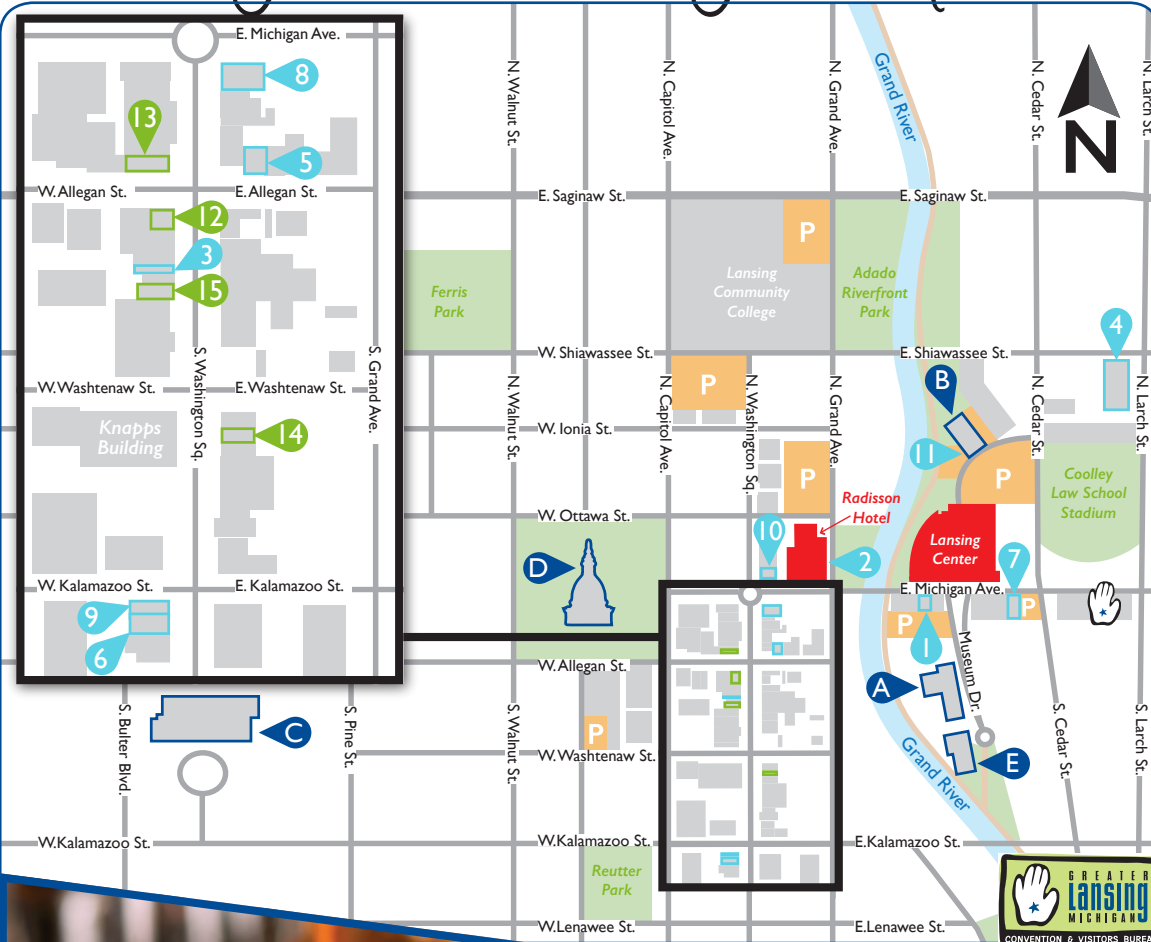 E. Michigan Ave.
8
13
5
W. Allegan St.
E. Allegan St.
12
3
15
S. Washington Sq.
S. Grand Ave.
W. Washtenaw St.
E. Washtenaw St.
Knapps
Building
14
W. Kalamazoo St.
E. Kalamazoo St.
9
6
N. Walnut St.
N. Capitol Ave.
N. Grand Ave.
Grand River
N. Cedar St.
N. Larch St.
N
E. Saginaw St.
E. Saginaw St.
P
Ferris
Park
Lansing
Community
College
Adado
Riverfront
Park
4
W. Shiawassee St.
E. Shiawassee St.
P
B
N. Walnut St.
N. Capitol Ave.
N. Washington Sq.
N. Grand Ave.
N. Cedar St.
N. Larch St.
W. Ionia St.
11
P
P
Coolley
Law School
Stadium
Radisson
Hotel
W. Ottawa St.
10
Lansing
Center
D
2
7
E. Michigan Ave.
P
P
1
Museum Dr.
W. Allegan St.
A
S. Bulter Blvd.
C
S. Pine St.
S. Walnut St.
P
W. Washtenaw St.
Grand River
E
S. Cedar St.
S. Larch St.
W.Kalamazoo St.
W.Kalamazoo St.
E.Kalamazoo St.
Reutter
Park
W.Lenawee St.
E.Lenawee St.
GREATER
Lansing
MICHIGAN
CONVENTION & VISITORS BUREA